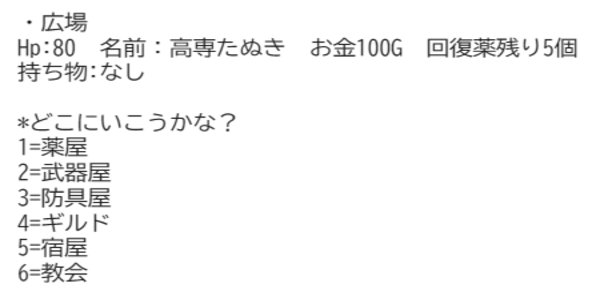 ・広場
Hp:80　名前：高専たぬき　お金100G　回復薬残り5個
持ち物:なし
*どこにいこうかな？
1=薬屋
2=武器屋
3=防具屋
4=ギルド
5=宿屋
6=教会